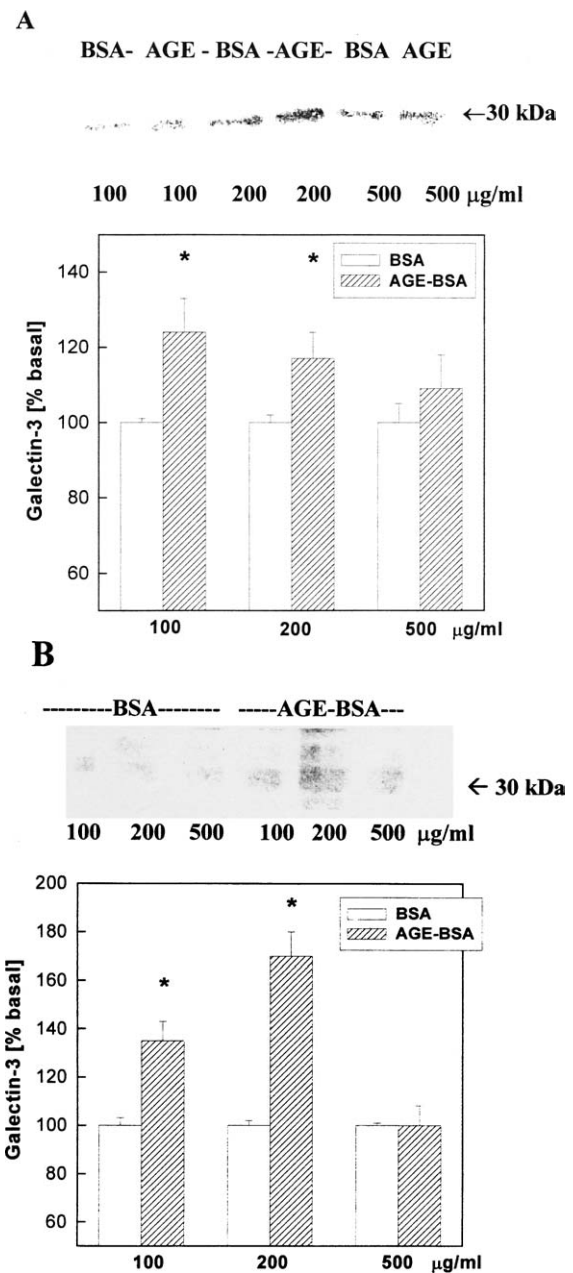 A
BSA- AGE - BSA -AGE- BSA AGE
←30 kDa
100 100 200 200 500 500 μg/ml
140
120
100
80
60
Galectin-3 [% basal]
* *
BSA
AGE-BSA
100 200 500 μg/ml
B
---------BSA-------- -----AGE-BSA---
← 30 kDa
100 200 500 100 200 500 μg/ml
200
180
160
140
120
100
80
60
Galectin-3 [% basal]
* *
BSA
AGE-BSA
100 200 500 μg/ml